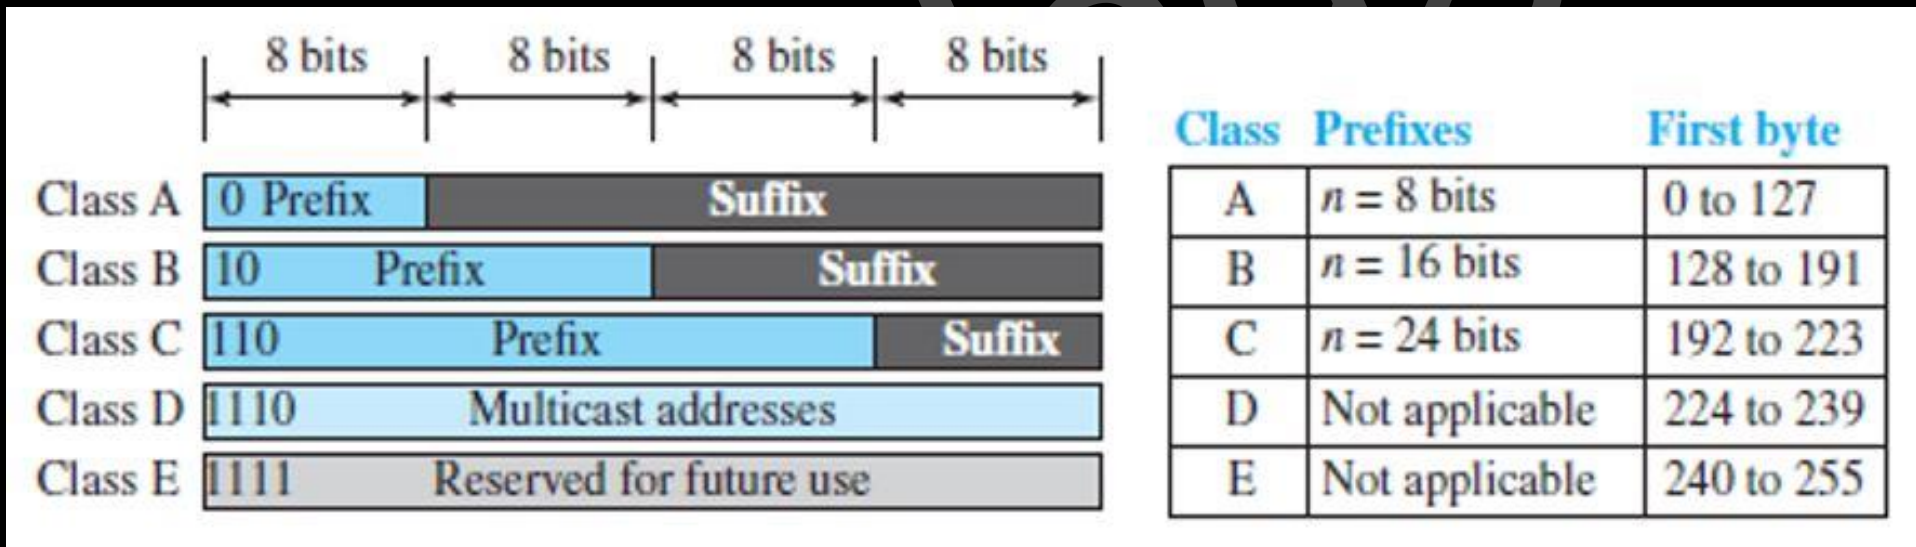 8 bits 8 bits 8 bits 8 bits
Class A 0 Prefix Suffix
Class B 10 Prefix Suffix
Class C 110 Prefix Suffix
Class D 1110 Multicast addresses
Class E 1111 Reserved for future use
Class Prefixes First byte
A n = 8 bits 0 to 127
B n = 16 bits 128 to 191
C n = 24 bits 192 to 223
D Not applicable 224 to 239
E Not applicable 240 to 255